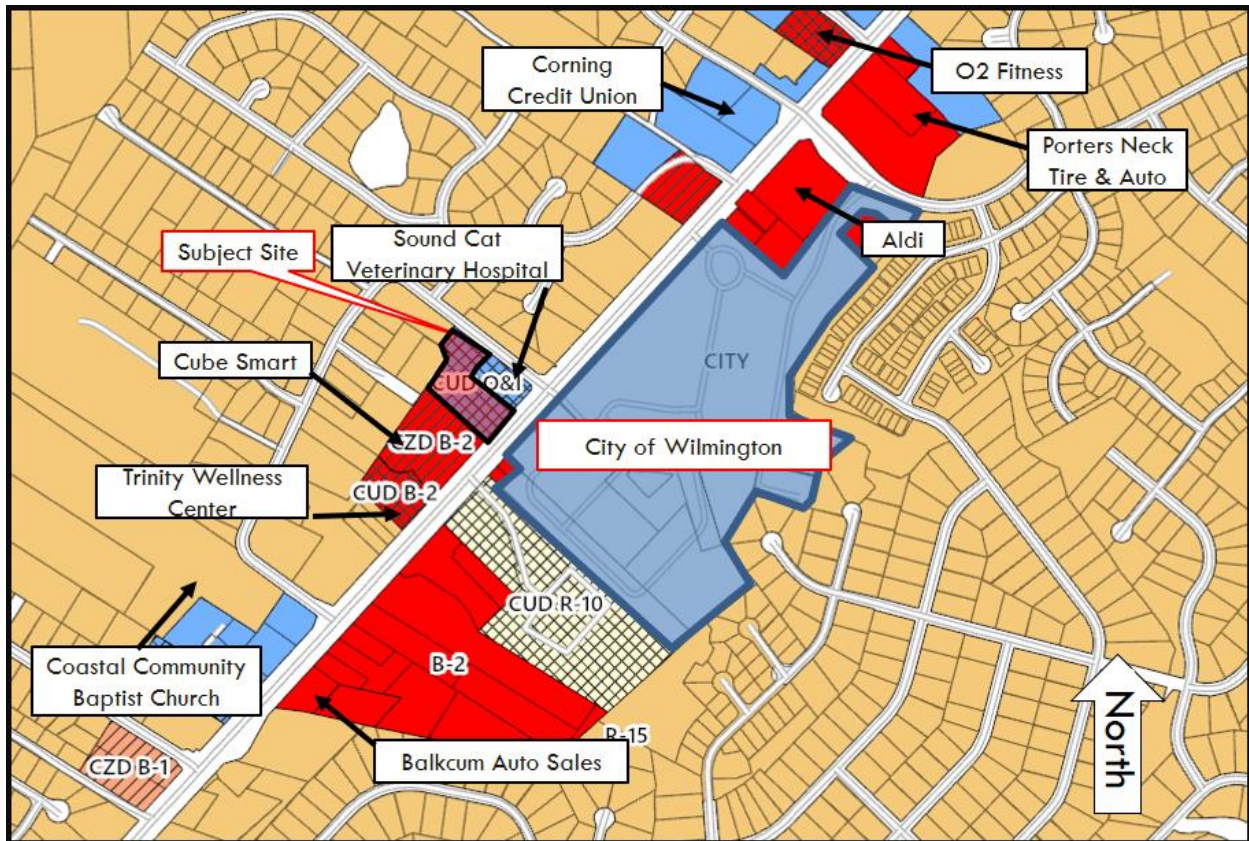 Corning
Credit Union
O2 Fitness
Porters Neck
Tire & Auto
Aldi
Sound Cat
Veterinary Hospital
Subject Site
Cube Smart
CUD O&I
CITY
City of Wilmington
CZD B-2
Trinity Wellness
Center
CUD B-2
CUD R-10
Coastal Community
Baptist Church
B-2
R-15
Balkcum Auto Sales
CZD B-1
North